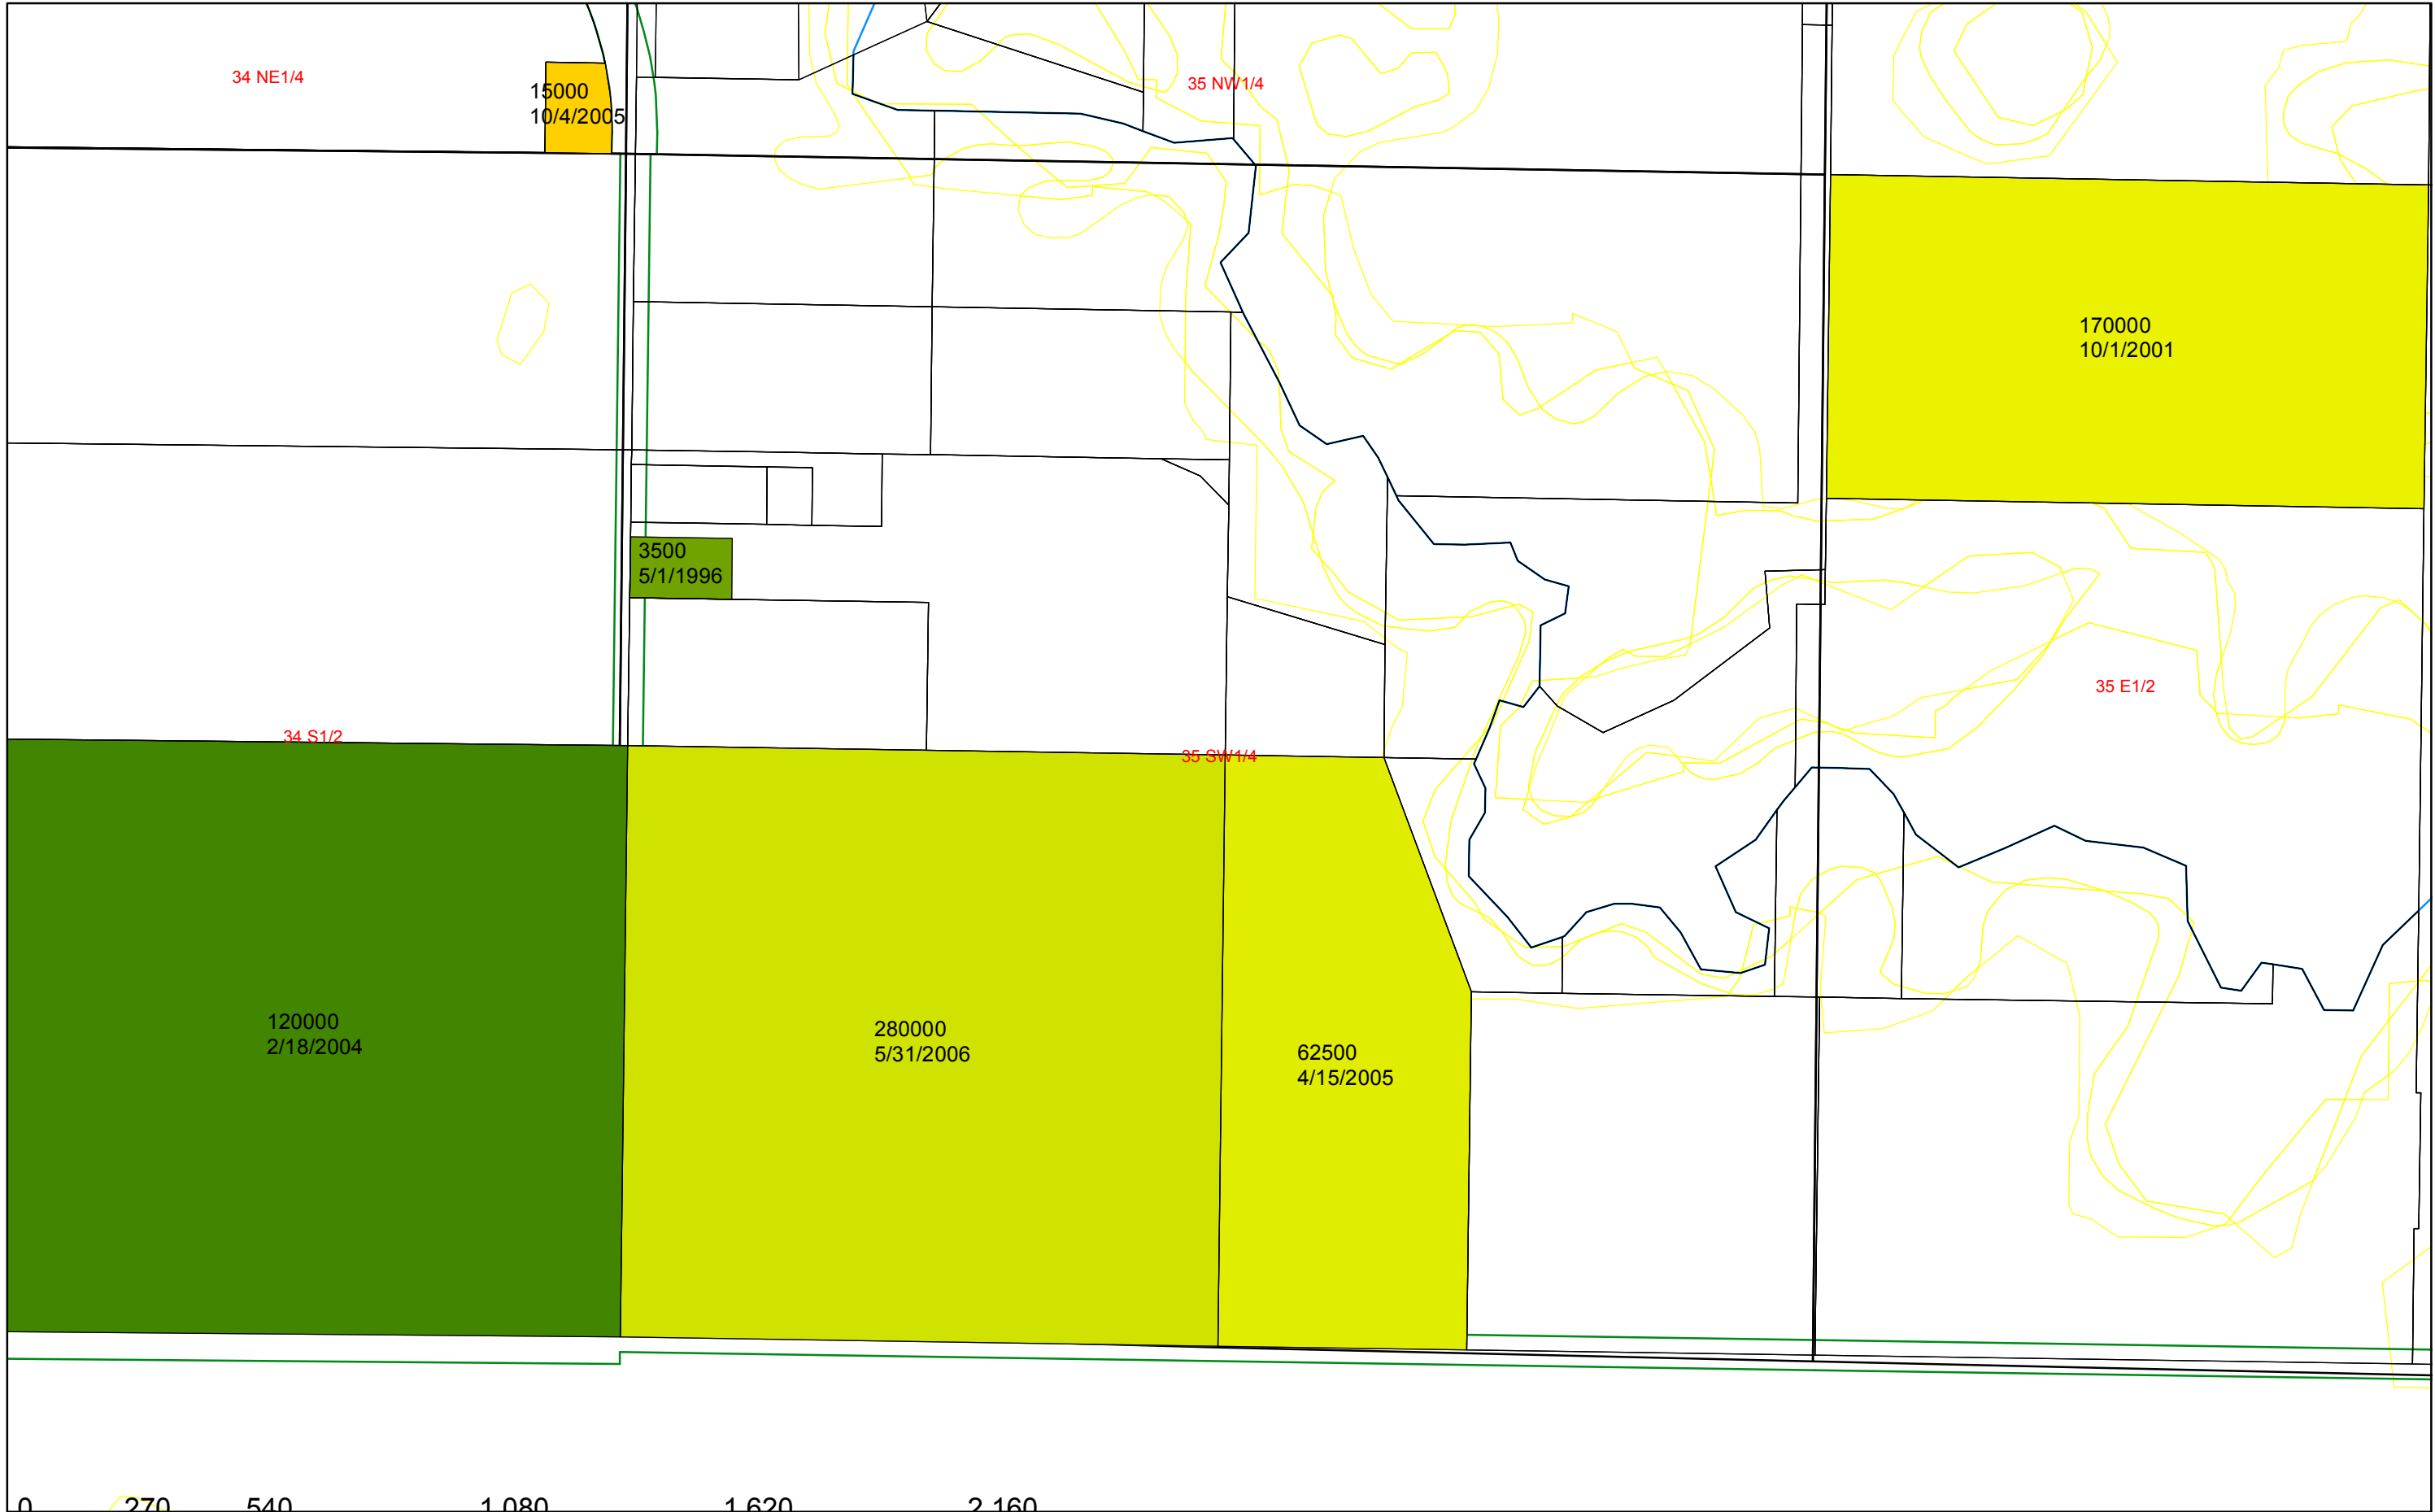 34 NE1/4
15000
10/4/2005
35 NW1/4
170000
10/1/2001
3500
5/1/1996
35 E1/2
34 S1/2
35 SW1/4
120000
2/18/2004
280000
5/31/2006
62500
4/15/2005
0 270 540 1,080 1,620 2,160